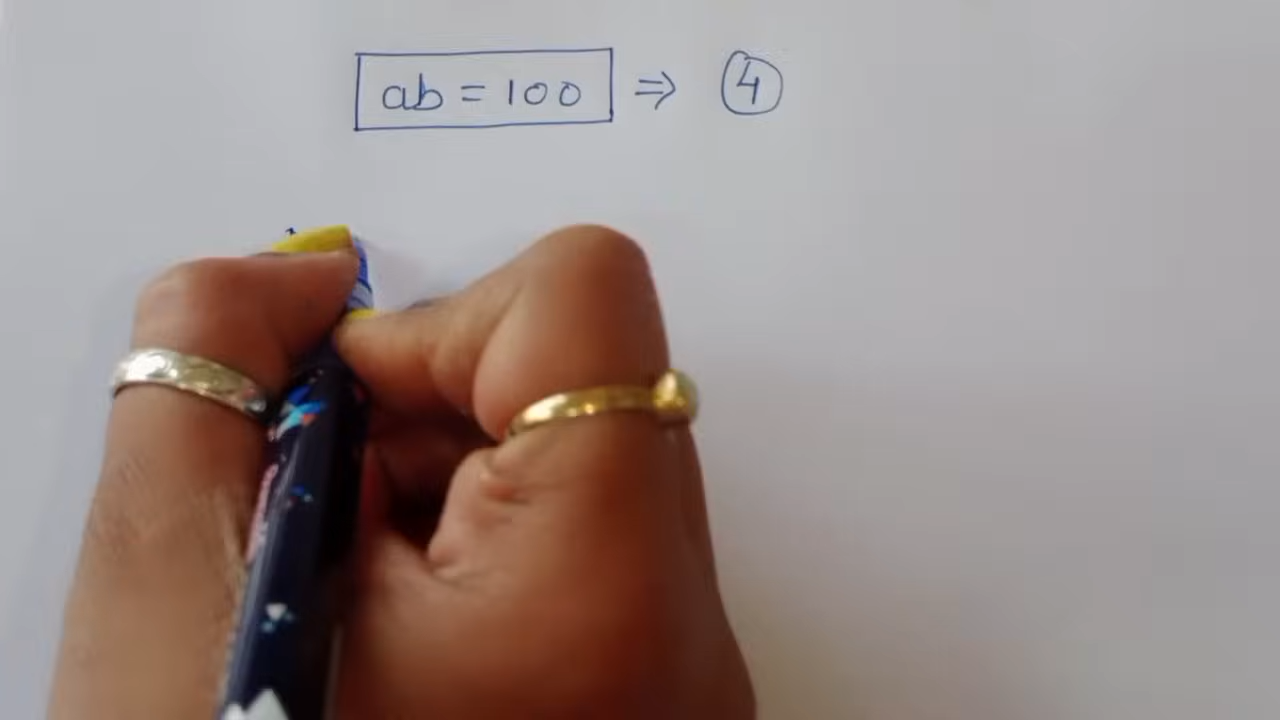 ab = 100 ⇒ 4